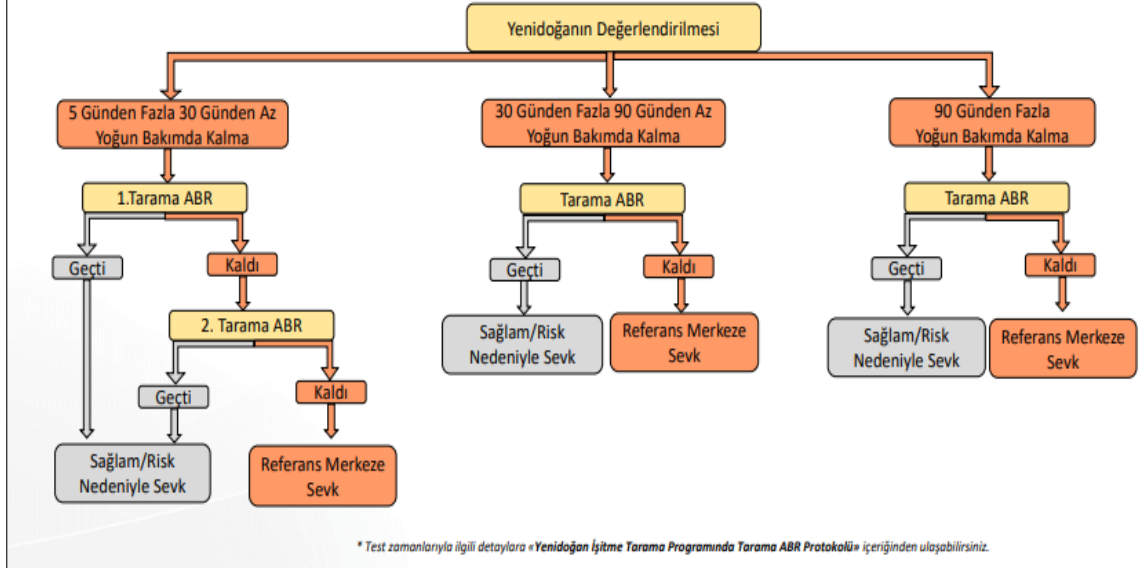 Yenidoğanın Değerlendirilmesi
5 Günden Fazla 30 Günden Az
Yoğun Bakımda Kalma
30 Günden Fazla 90 Günden Az
Yoğun Bakımda Kalma
90 Günden Fazla
Yoğun Bakımda Kalma
1.Tarama ABR
Tarama ABR
Tarama ABR
Geçti
Kaldı
Geçti
Kaldı
Geçti
Kaldı
2. Tarama ABR
Sağlam/Risk
Nedeniyle Sevk
Referans Merkeze
Sevk
Sağlam/Risk
Nedeniyle Sevk
Referans Merkeze
Sevk
Geçti
Kaldı
Sağlam/Risk
Nedeniyle Sevk
Referans Merkeze
Sevk
* Test zamanlarıyla ilgili detaylara «Yenidoğan İşitme Tarama Programında Tarama ABR Protokolü» içeriğinden ulaşabilirsiniz.